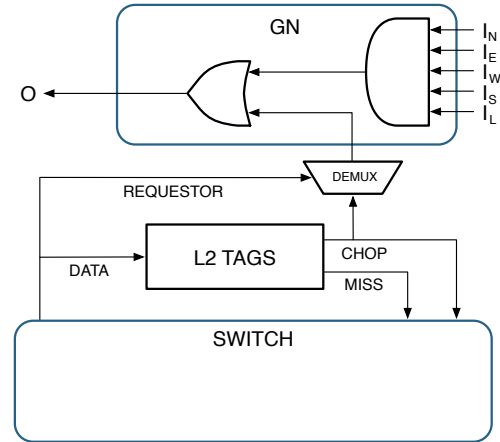 GN
I_N
I_E
I_W
I_S
I_L
O
DEMUX
REQUESTOR
L2 TAGS
CHOP
DATA
MISS
SWITCH